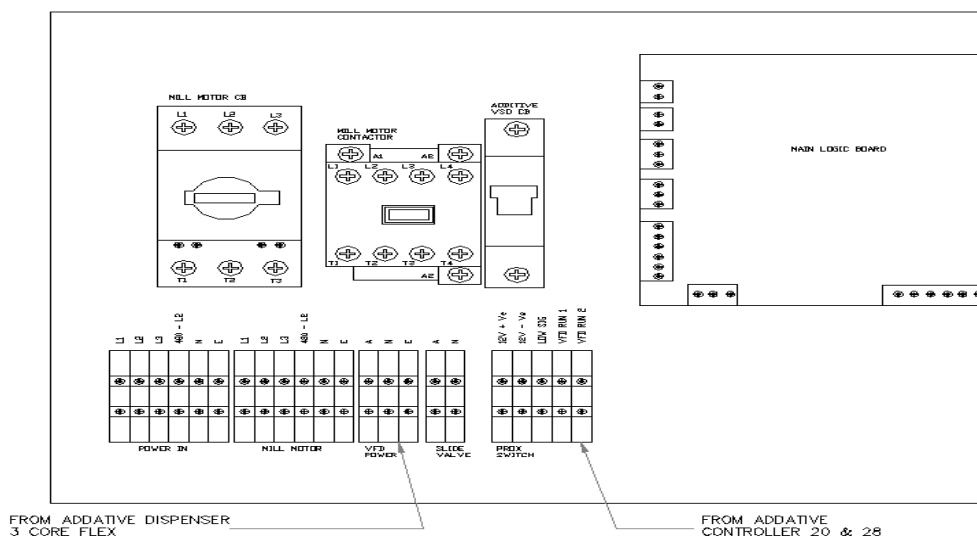 MILL MOTOR CB
L1 L2 L3
T1 T2 T3
MILL MOTOR
CONTACTOR
A1 A2
L1 L2 L3 L4
T1 T2 T3 T4
A2
ADDITIVE
VSD CB
MAIN LOGIC BOARD
L1 L2 L3 480 - L2 N E
POWER IN
L1 L2 L3 480 - L2 N E
MILL MOTOR
A N E
VFD
POWER
A N
SLIDE
VALVE
12V + Ve
12V - Ve
LOW SIG
VFD RUN 1
VFD RUN 2
PROX
SWITCH
FROM ADDATIVE DISPENSER
3 CORE FLEX
FROM ADDATIVE
CONTROLLER 20 & 28